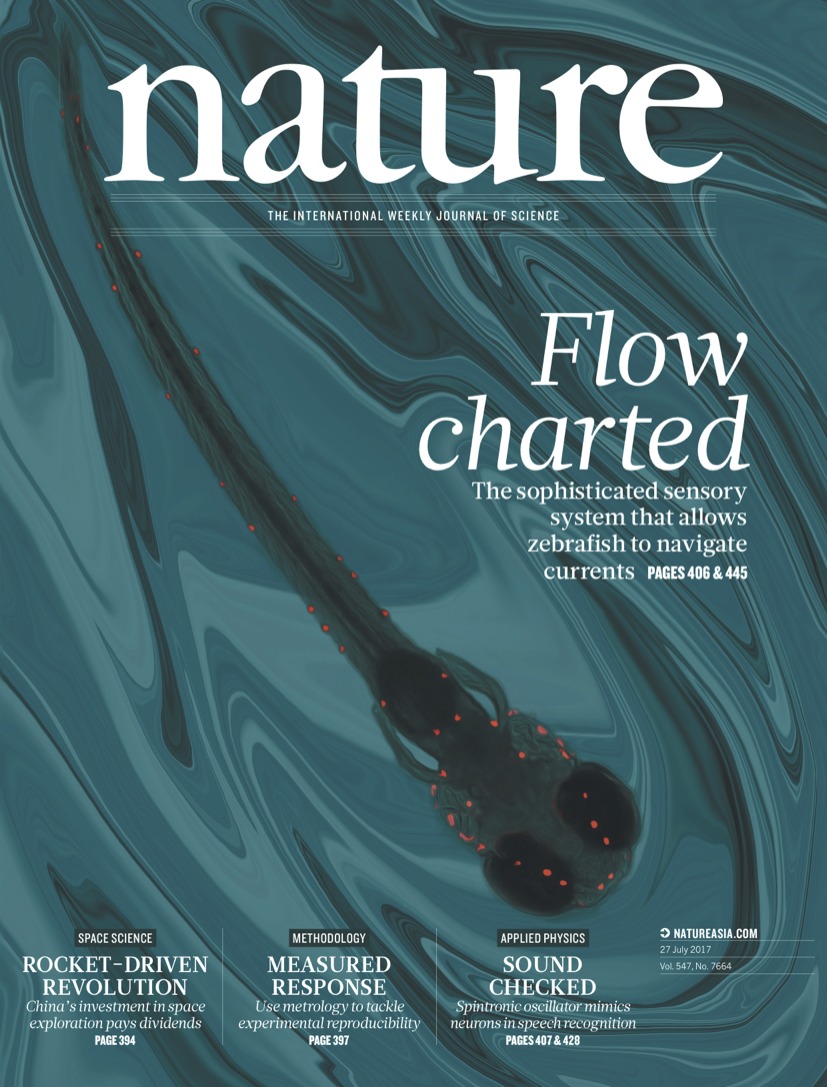 nature
THE INTERNATIONAL WEEKLY JOURNAL OF SCIENCE
Flow
charted
The sophisticated sensory
system that allows
zebrafish to navigate
currents PAGES 406 & 445
SPACE SCIENCE
ROCKET-DRIVEN
REVOLUTION
China's investment in space
exploration pays dividends
PAGE 394
METHODOLOGY
MEASURED
RESPONSE
Use metrology to tackle
experimental reproducibility
PAGE 397
APPLIED PHYSICS
SOUND
CHECKED
Spintronic oscillator mimics
neurons in speech recognition
PAGES 407 & 428
NATUREASIA.COM
27 July 2017
Vol. 547, No. 7664